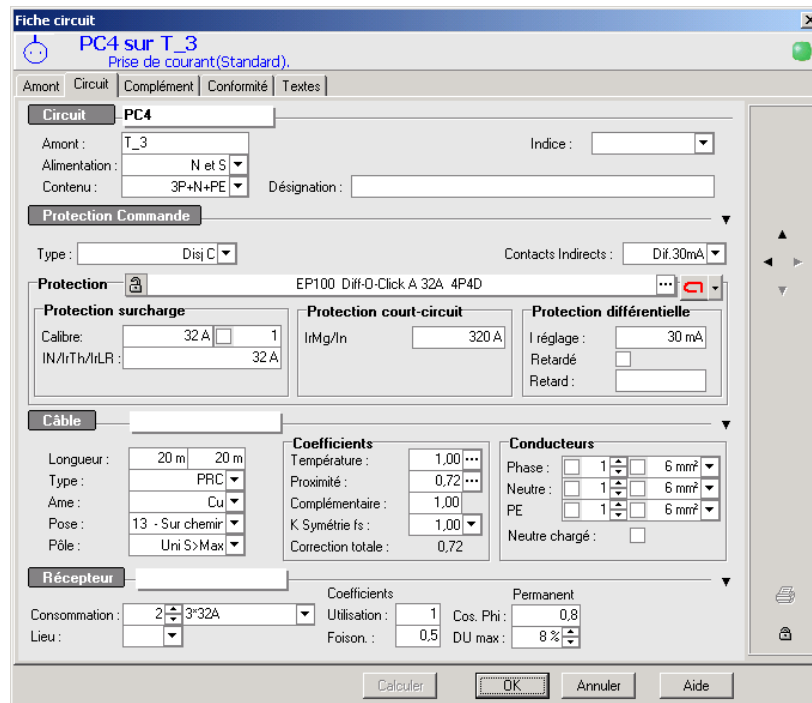 Fiche circuit
PC4 sur T_3
Prise de courant(Standard).
Amont Circuit Complément Conformité Textes
Circuit PC4
Amont : T_3 Indice :
Alimentation : N et S
Contenu : 3P+N+PE Désignation :
Protection Commande
Type : Disj C Contacts Indirects : Dif.30mA
Protection EP100 Diff-O-Click A 32A 4P4D ...
Protection surcharge Protection court-circuit Protection différentielle
Calibre: 32 A 1 IrMg/In 320 A I réglage : 30 mA
IN/IrTh/IrLR : 32 A Retardé
Retard :
Câble
Coefficients Conducteurs
Longueur : 20 m 20 m Température : 1,00 ... Phase : 1 6 mm²
Type : PRC Proximité : 0,72 ... Neutre : 1 6 mm²
Ame : Cu Complémentaire : 1,00 PE 1 6 mm²
Pose : 13 - Sur chemir K Symétrie fs : 1,00 Neutre chargé :
Pôle : Uni S>Max Correction totale : 0,72
Récepteur
Coefficients Permanent
Consommation : 2 3*32A Utilisation : 1 Cos. Phi : 0,8
Lieu : Foison. : 0,5 DU max : 8 %
Calculer OK Annuler Aide